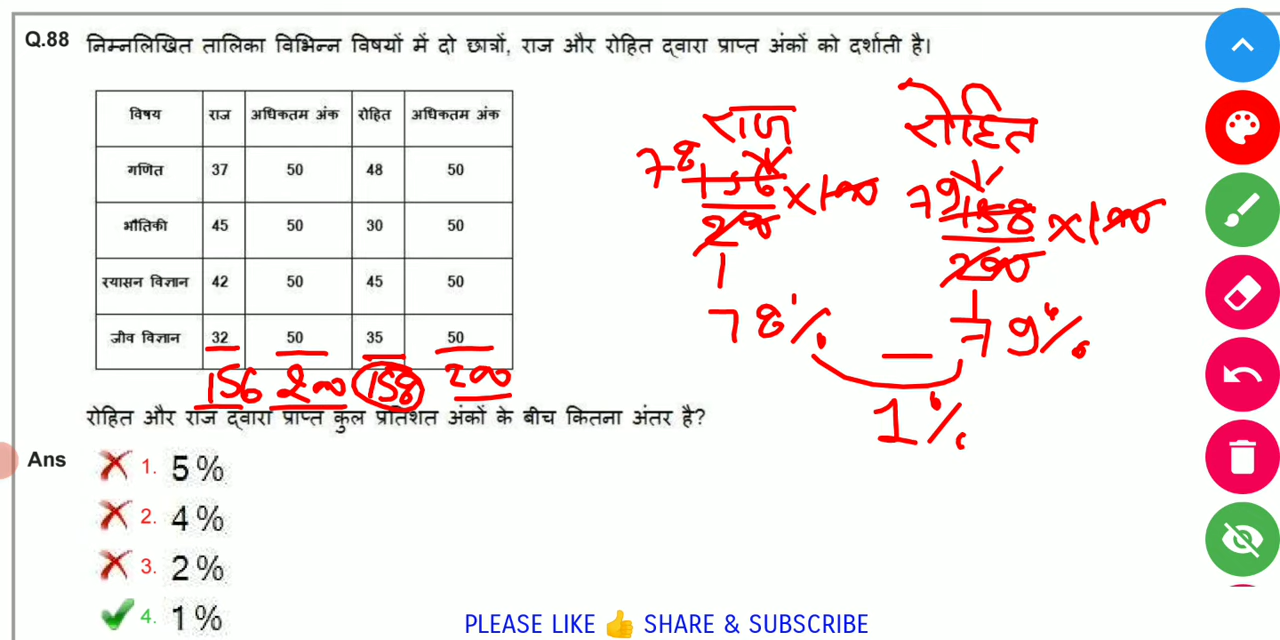 Q.88 निम्नलिखित तालिका विभिन्न विषयों में दो छात्रों, राज और रोहित द्वारा प्राप्त अंकों को दर्शाती है।
विषय राज अधिकतम अंक रोहित अधिकतम अंक
गणित 37 50 48 50
भौतिकी 45 50 30 50
रयासन विज्ञान 42 50 45 50
जीव विज्ञान 32 50 35 50
156 200 158 200
रोहित और राज द्वारा प्राप्त कुल प्रतिशत अंकों के बीच कितना अंतर है?
Ans
1. 5%
2. 4%
3. 2%
4. 1%
राज
78
156 × 100
200
1
78%
रोहित
79
158 × 100
200
1
79%
1%
PLEASE LIKE 👍 SHARE & SUBSCRIBE